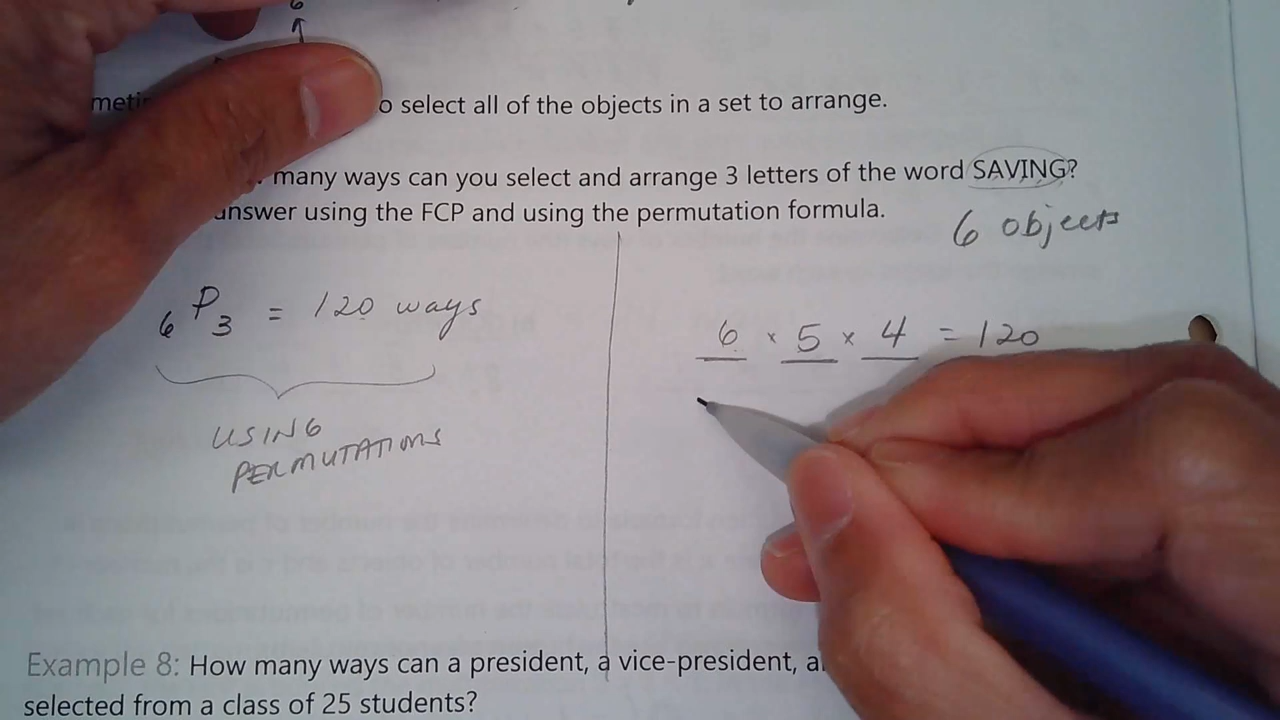 6
o select all of the objects in a set to arrange.
many ways can you select and arrange 3 letters of the word SAVING?
answer using the FCP and using the permutation formula.
6 objects
6P3 = 120 ways
6 × 5 × 4 = 120
USING
PERMUTATIONS
Example 8: How many ways can a president, a vice-president, a
selected from a class of 25 students?